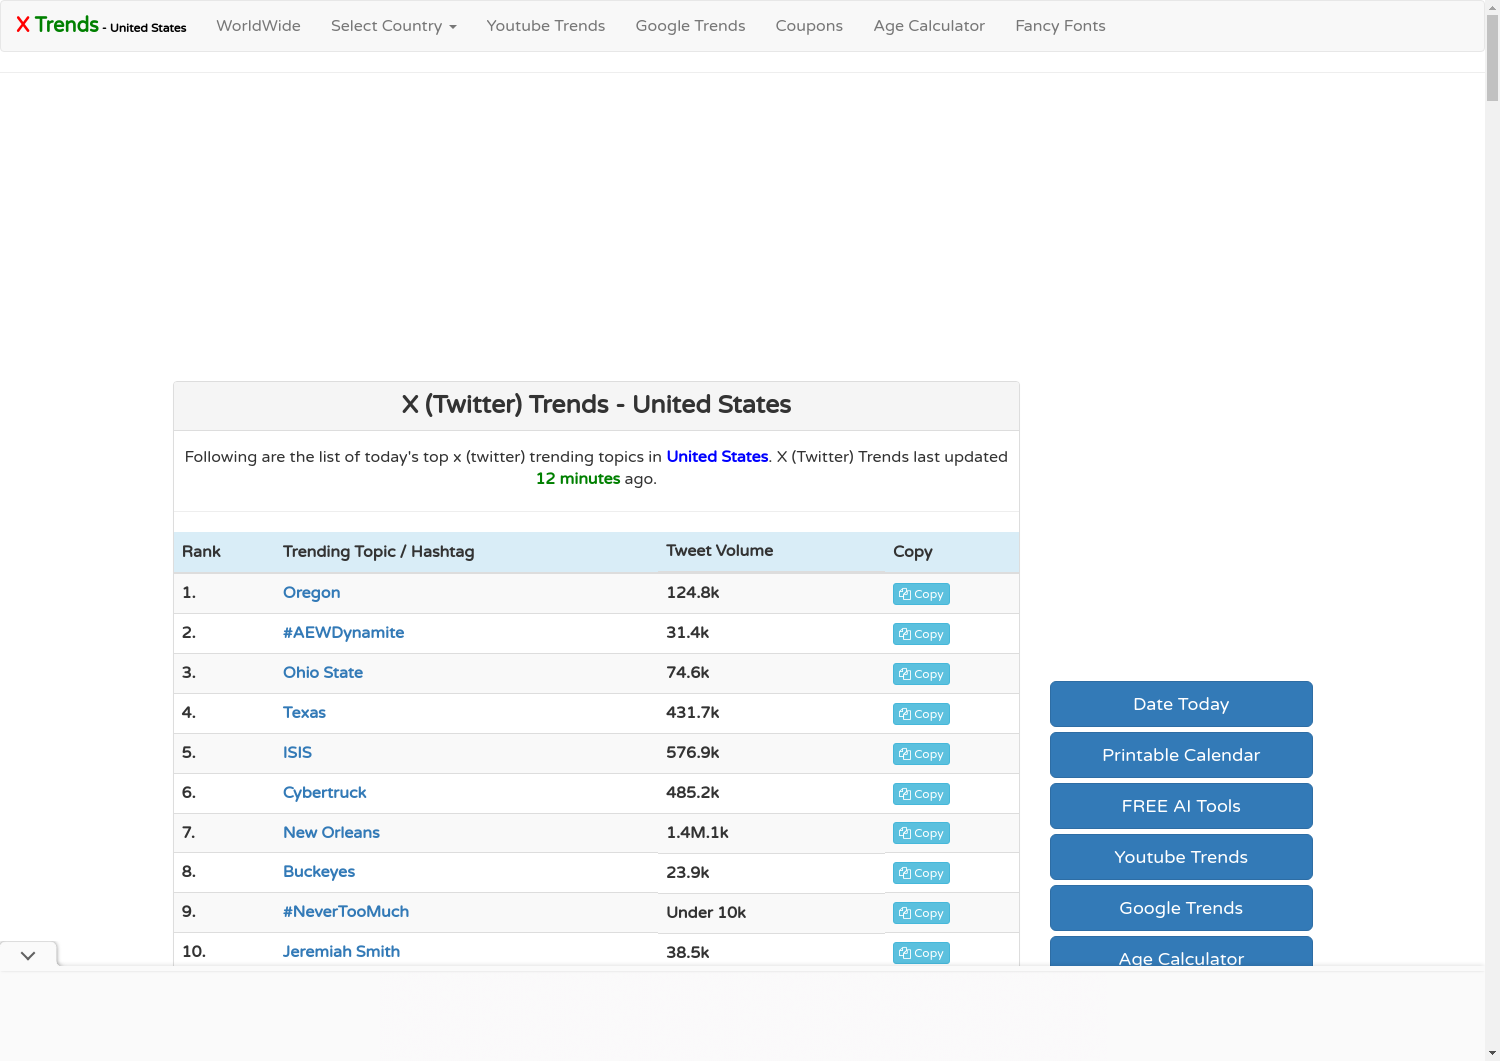 X Trends - United States
WorldWide
Select Country
Youtube Trends
Google Trends
Coupons
Age Calculator
Fancy Fonts
X (Twitter) Trends - United States
Following are the list of today's top x (twitter) trending topics in United States. X (Twitter) Trends last updated
12 minutes ago.
Rank Trending Topic / Hashtag Tweet Volume Copy
1. Oregon 124.8k Copy
2. #AEWDynamite 31.4k Copy
3. Ohio State 74.6k Copy
4. Texas 431.7k Copy
5. ISIS 576.9k Copy
6. Cybertruck 485.2k Copy
7. New Orleans 1.4M.1k Copy
8. Buckeyes 23.9k Copy
9. #NeverTooMuch Under 10k Copy
10. Jeremiah Smith 38.5k Copy
Date Today
Printable Calendar
FREE AI Tools
Youtube Trends
Google Trends
Age Calculator